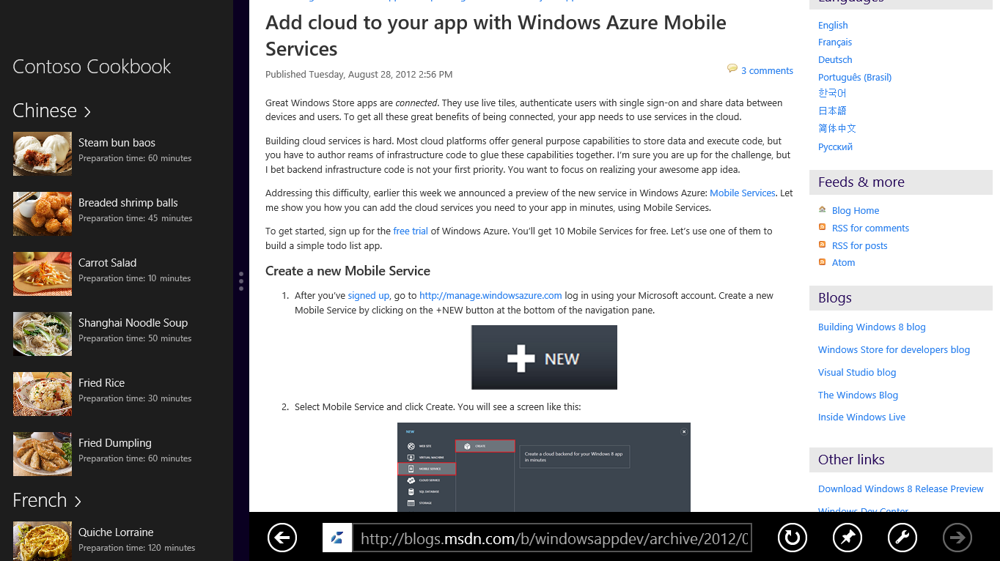 Contoso Cookbook
Chinese
Steam bun baos
Preparation time: 60 minutes
Breaded shrimp balls
Preparation time: 45 minutes
Carrot Salad
Preparation time: 10 minutes
Shanghai Noodle Soup
Preparation time: 50 minutes
Fried Rice
Preparation time: 30 minutes
Fried Dumpling
Preparation time: 60 minutes
French
Quiche Lorraine
Preparation time: 120 minutes
Add cloud to your app with Windows Azure Mobile
Services
Published Tuesday, August 28, 2012 2:56 PM
3 comments
Great Windows Store apps are connected. They use live tiles, authenticate users with single sign-on and share data between
devices and users. To get all these great benefits of being connected, your app needs to use services in the cloud.
Building cloud services is hard. Most cloud platforms offer general purpose capabilities to store data and execute code, but
you have to author reams of infrastructure code to glue these capabilities together. I'm sure you are up for the challenge, but
I bet backend infrastructure code is not your first priority. You want to focus on realizing your awesome app idea.
Addressing this difficulty, earlier this week we announced a preview of the new service in Windows Azure: Mobile Services. Let
me show you how you can add the cloud services you need to your app in minutes, using Mobile Services.
To get started, sign up for the free trial of Windows Azure. You'll get 10 Mobile Services for free. Let's use one of them to
build a simple todo list app.
Create a new Mobile Service
1. After you've signed up, go to http://manage.windowsazure.com log in using your Microsoft account. Create a new
Mobile Service by clicking on the +NEW button at the bottom of the navigation pane.
NEW
2. Select Mobile Service and click Create. You will see a screen like this:
NEW
WEB SITE
VIRTUAL MACHINE
MOBILE SERVICE
CLOUD SERVICE
SQL DATABASE
STORAGE
CREATE
Create a cloud backend for your Windows 8 app
in minutes
Languages
English
Français
Deutsch
Português (Brasil)
한국어
日本語
简体中文
Русский
Feeds & more
Blog Home
RSS for comments
RSS for posts
Atom
Blogs
Building Windows 8 blog
Windows Store for developers blog
Visual Studio blog
The Windows Blog
Inside Windows Live
Other links
Download Windows 8 Release Preview
Windows Dev Center
http://blogs.msdn.com/b/windowsappdev/archive/2012/0